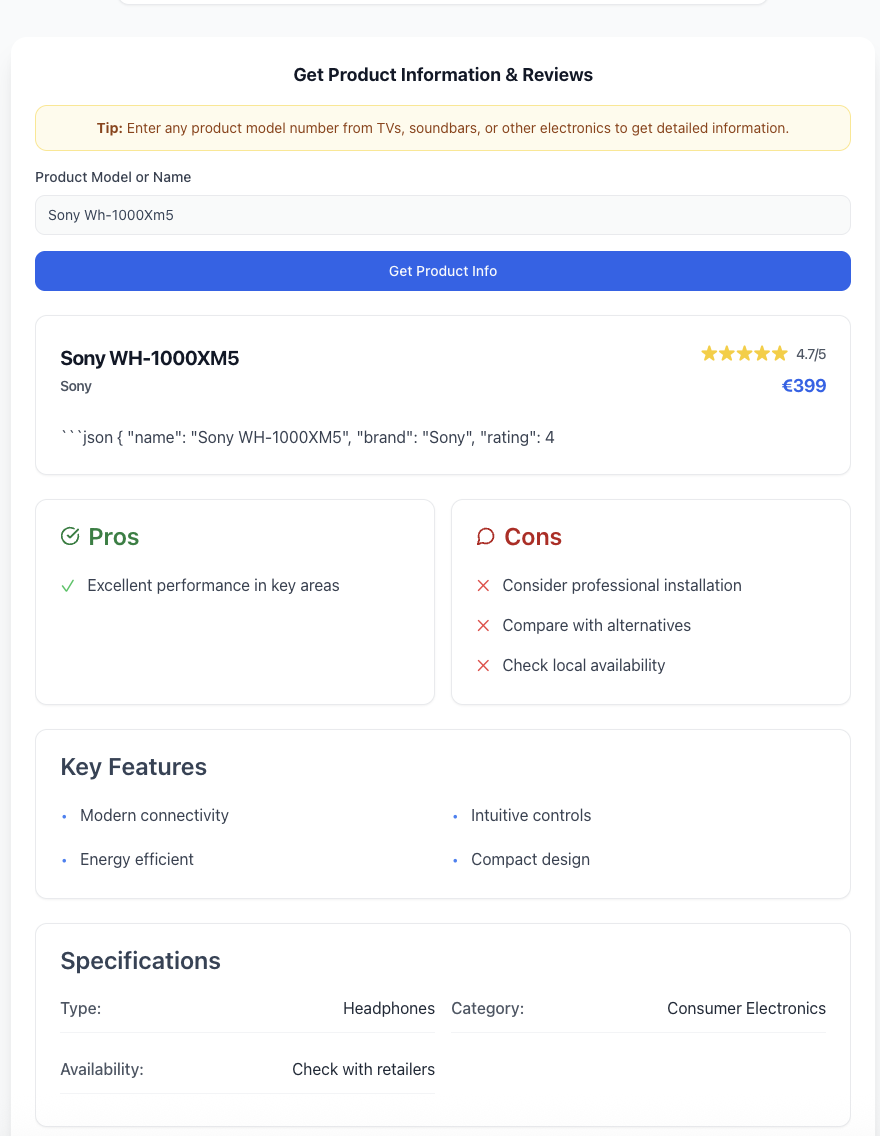 Get Product Information & Reviews
Tip: Enter any product model number from TVs, soundbars, or other electronics to get detailed information.
Product Model or Name
Sony Wh-1000Xm5
Get Product Info
Sony WH-1000XM5
4.7/5
Sony
€399
```json { "name": "Sony WH-1000XM5", "brand": "Sony", "rating": 4
Pros
Excellent performance in key areas
Cons
Consider professional installation
Compare with alternatives
Check local availability
Key Features
• Modern connectivity
• Intuitive controls
• Energy efficient
• Compact design
Specifications
Type: Headphones
Category: Consumer Electronics
Availability: Check with retailers